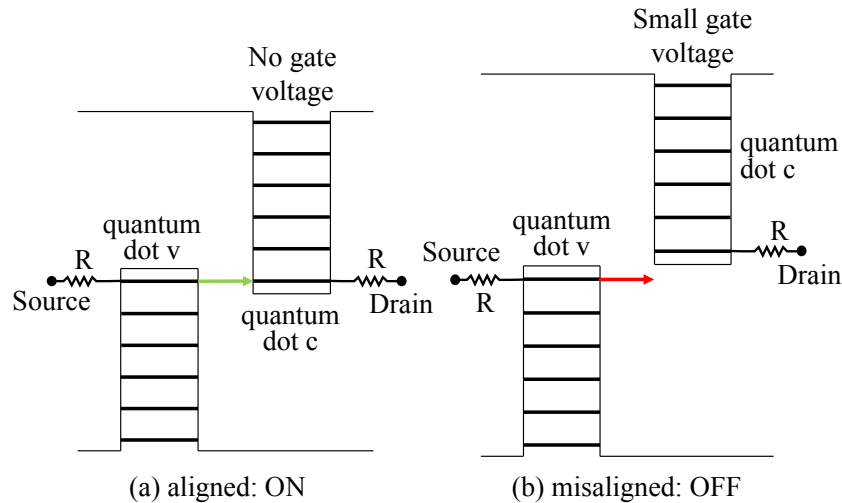 No gate
voltage
quantum
dot v
R
Source
R
Drain
quantum
dot c
(a) aligned: ON
Small gate
voltage
quantum
dot c
quantum
dot v
Source
R
R
Drain
(b) misaligned: OFF